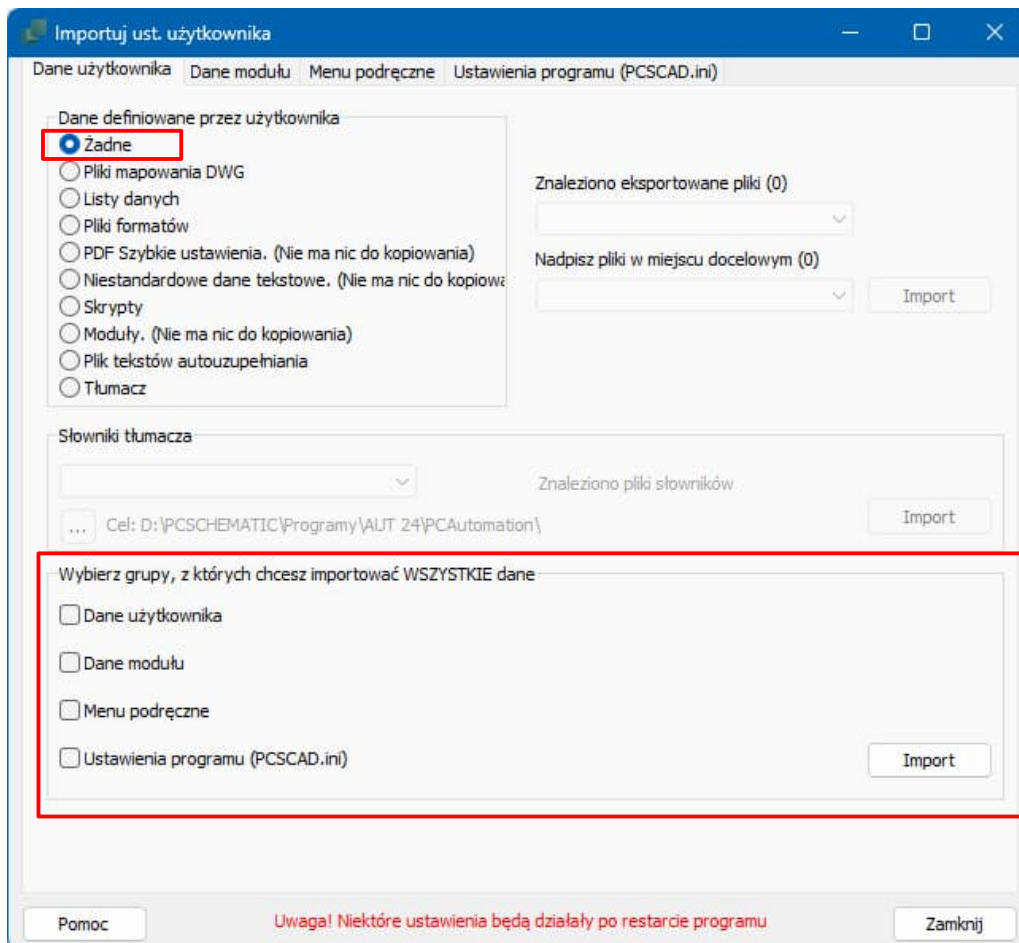 Importuj ust. użytkownika
Dane użytkownika Dane modułu Menu podręczne Ustawienia programu (PCSCAD.ini)
Dane definiowane przez użytkownika
Żadne
Pliki mapowania DWG
Listy danych
Pliki formatów
PDF Szybkie ustawienia. (Nie ma nic do kopiowania)
Niestandardowe dane tekstowe. (Nie ma nic do kopiowa
Skrypty
Moduły. (Nie ma nic do kopiowania)
Plik tekstów autouzupełniania
Tłumacz
Znaleziono eksportowane pliki (0)
Nadpisz pliki w miejscu docelowym (0)
Import
Słowniki tłumacza
Znaleziono pliki słowników
... Cel: D:\PCSCHEMATIC\Programy\AUT 24\PCAutomation\
Import
Wybierz grupy, z których chcesz importować WSZYSTKIE dane
Dane użytkownika
Dane modułu
Menu podręczne
Ustawienia programu (PCSCAD.ini)
Import
Pomoc
Uwaga! Niektóre ustawienia będą działały po restarcie programu
Zamknij